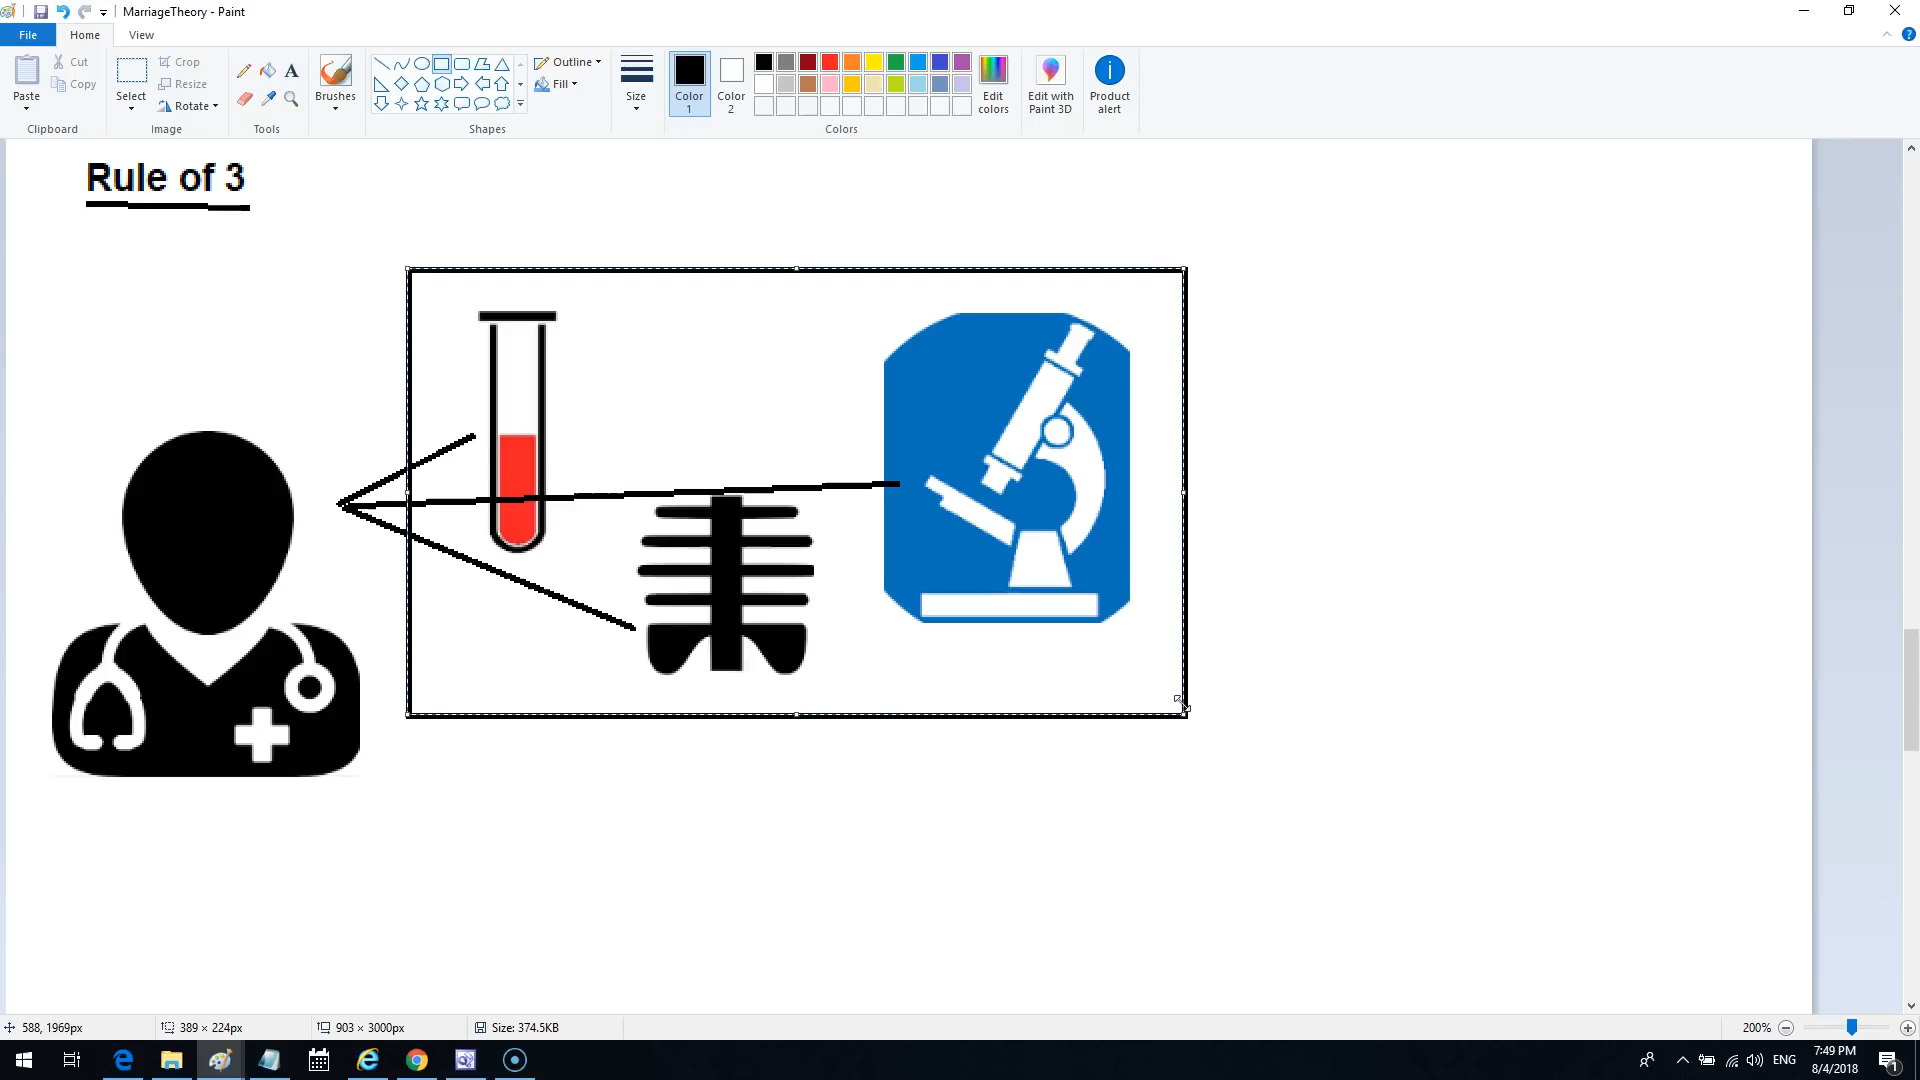 MarriageTheory - Paint
File Home View
Paste
Cut
Copy
Clipboard
Select
Crop
Resize
Rotate
Image
A
Tools
Brushes
Outline
Fill
Shapes
Size
Color 1
Color 2
Edit colors
Colors
Edit with Paint 3D
Product alert
Rule of 3
588, 1969px
389 × 224px
903 × 3000px
Size: 374.5KB
200%
ENG
7:49 PM
8/4/2018
1